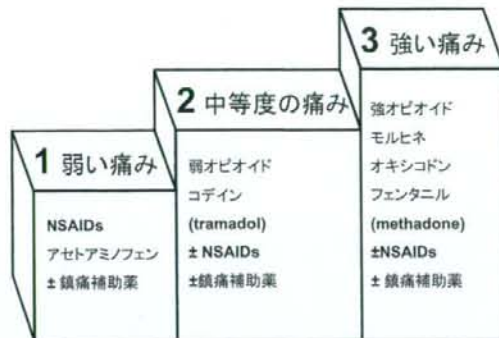 1 弱い痛み
NSAIDs
アセトアミノフェン
± 鎮痛補助薬
2 中等度の痛み
弱オピオイド
コデイン
(tramadol)
± NSAIDs
±鎮痛補助薬
3 強い痛み
強オピオイド
モルヒネ
オキシコドン
フェンタニル
(methadone)
±NSAIDs
± 鎮痛補助薬